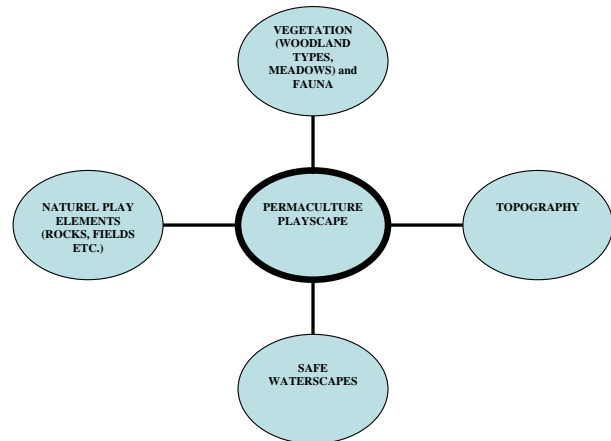 VEGETATION
(WOODLAND
TYPES,
MEADOWS) and
FAUNA
NATUREL PLAY
ELEMENTS
(ROCKS, FIELDS
ETC.)
PERMACULTURE
PLAYSCAPE
TOPOGRAPHY
SAFE
WATERSCAPES